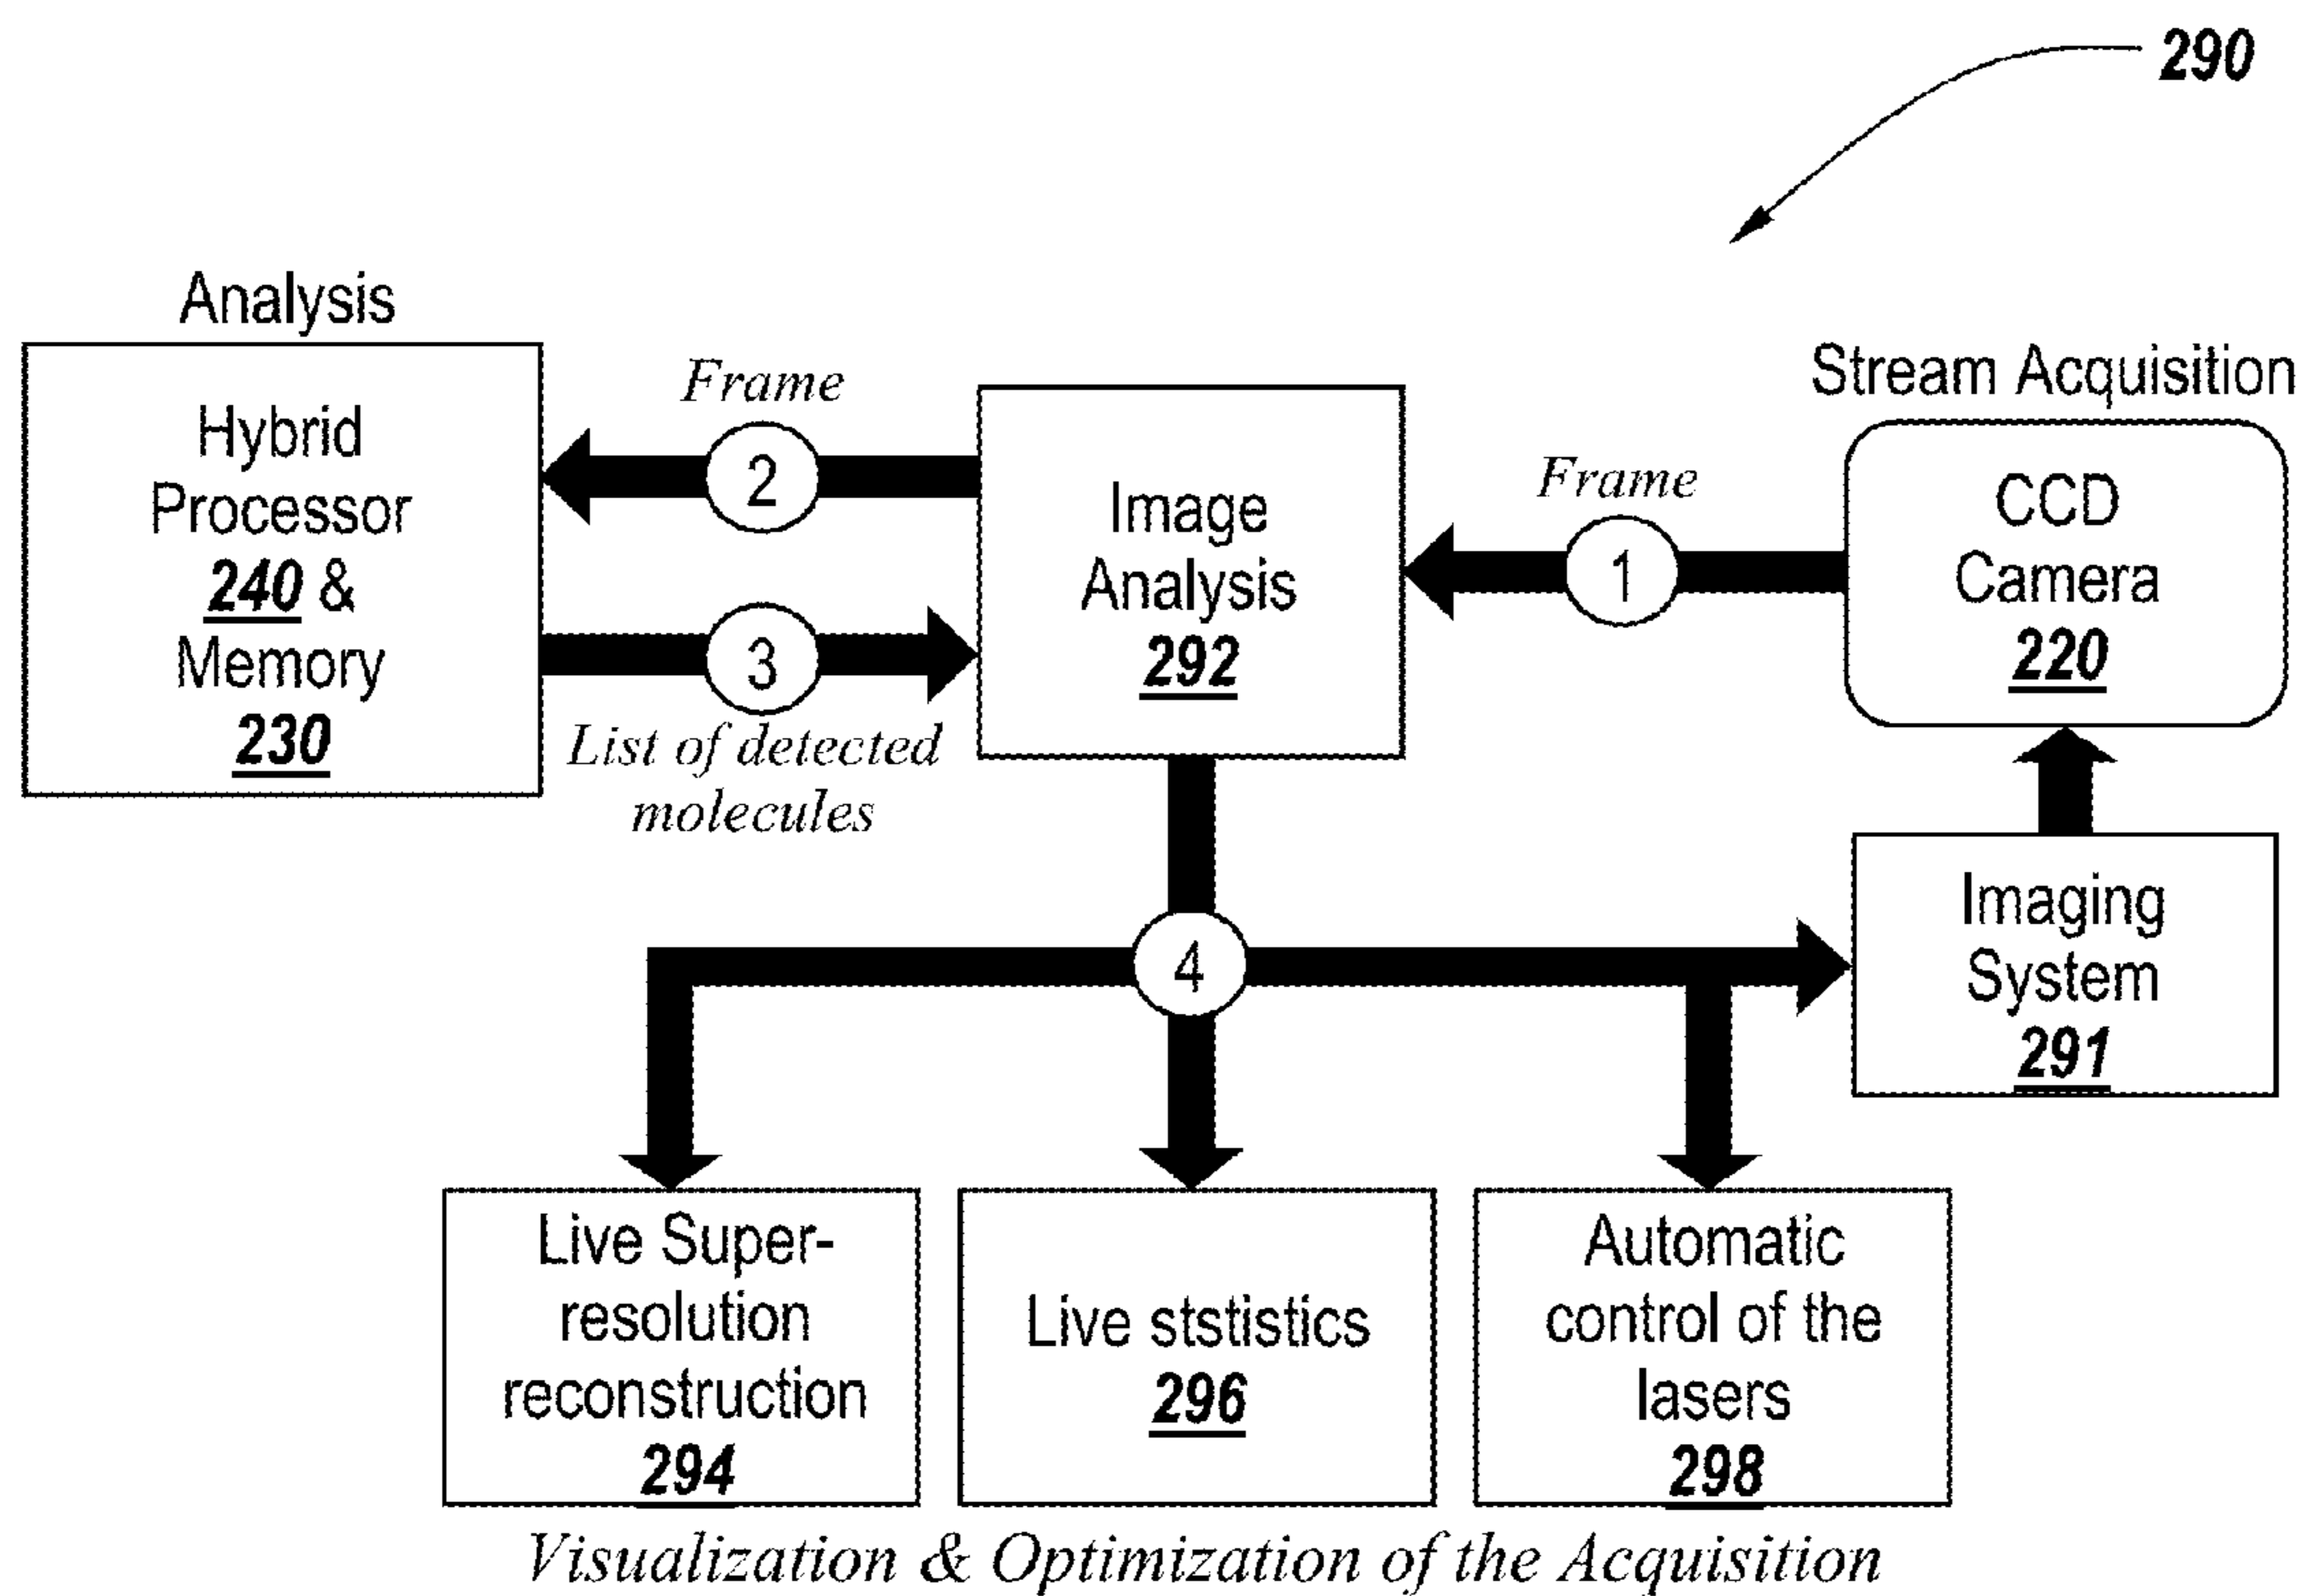 290
Analysis
Hybrid
Processor
240 &
Memory
230
Frame
2
3
List of detected
molecules
Image
Analysis
292
Frame
1
Stream Acquisition
CCD
Camera
220
Imaging
System
291
4
Live Super-
resolution
reconstruction
294
Live ststistics
296
Automatic
control of the
lasers
298
Visualization & Optimization of the Acquisition